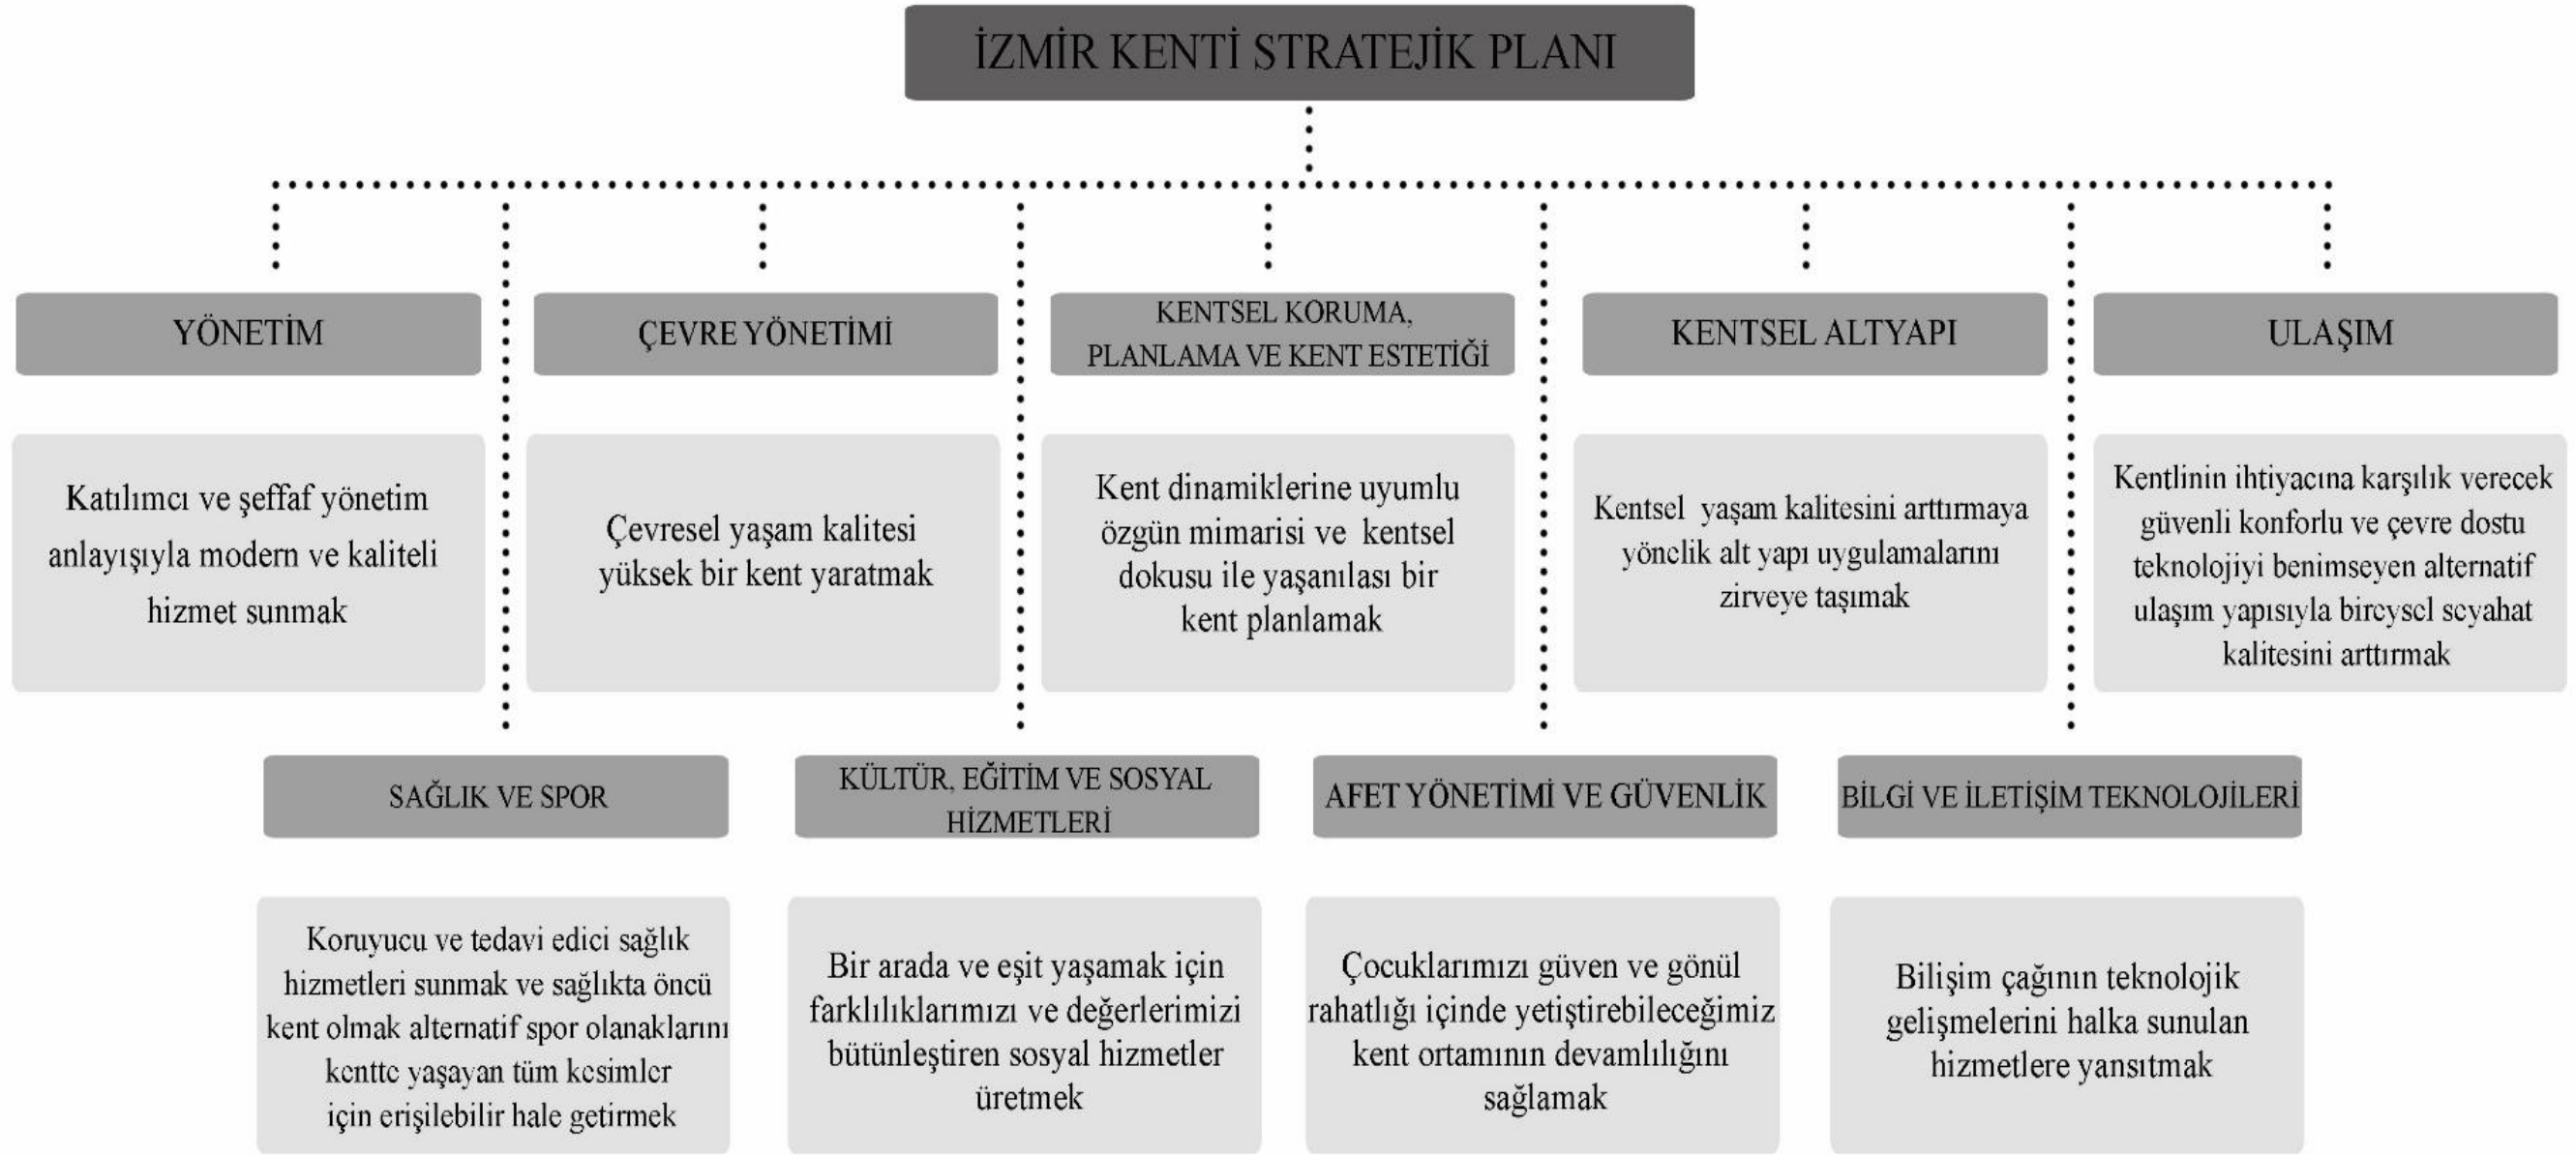 İZMİR KENTİ STRATEJİK PLANI
YÖNETİM
Katılımcı ve şeffaf yönetim
anlayışıyla modern ve kaliteli
hizmet sunmak
ÇEVRE YÖNETİMİ
Çevresel yaşam kalitesi
yüksek bir kent yaratmak
KENTSEL KORUMA,
PLANLAMA VE KENT ESTETİĞİ
Kent dinamiklerine uyumlu
özgün mimarisi ve kentsel
dokusu ile yaşanılası bir
kent planlamak
KENTSEL ALTYAPI
Kentsel yaşam kalitesini arttırmaya
yönelik alt yapı uygulamalarını
zirveye taşımak
ULAŞIM
Kentlinin ihtiyacına karşılık verecek
güvenli konforlu ve çevre dostu
teknolojiyi benimseyen alternatif
ulaşım yapısıyla bireysel seyahat
kalitesini arttırmak
SAĞLIK VE SPOR
Koruyucu ve tedavi edici sağlık
hizmetleri sunmak ve sağlıkta öncü
kent olmak alternatif spor olanaklarını
kentte yaşayan tüm kesimler
için erişilebilir hale getirmek
KÜLTÜR, EĞİTİM VE SOSYAL
HİZMETLERİ
Bir arada ve eşit yaşamak için
farklılıklarımızı ve değerlerimizi
bütünleştiren sosyal hizmetler
üretmek
AFET YÖNETİMİ VE GÜVENLİK
Çocuklarımızı güven ve gönül
rahatlığı içinde yetiştirebileceğimiz
kent ortamının devamlılığını
sağlamak
BİLGİ VE İLETİŞİM TEKNOLOJİLERİ
Bilişim çağının teknolojik
gelişmelerini halka sunulan
hizmetlere yansıtmak